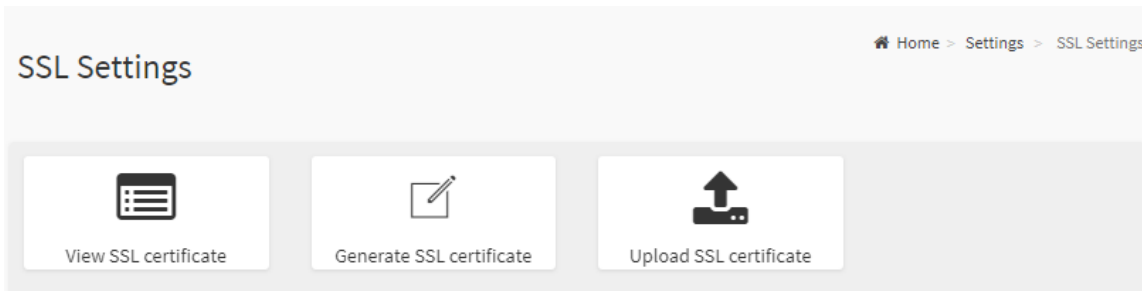 Home > Settings > SSL Settings
SSL Settings
View SSL certificate
Generate SSL certificate
Upload SSL certificate